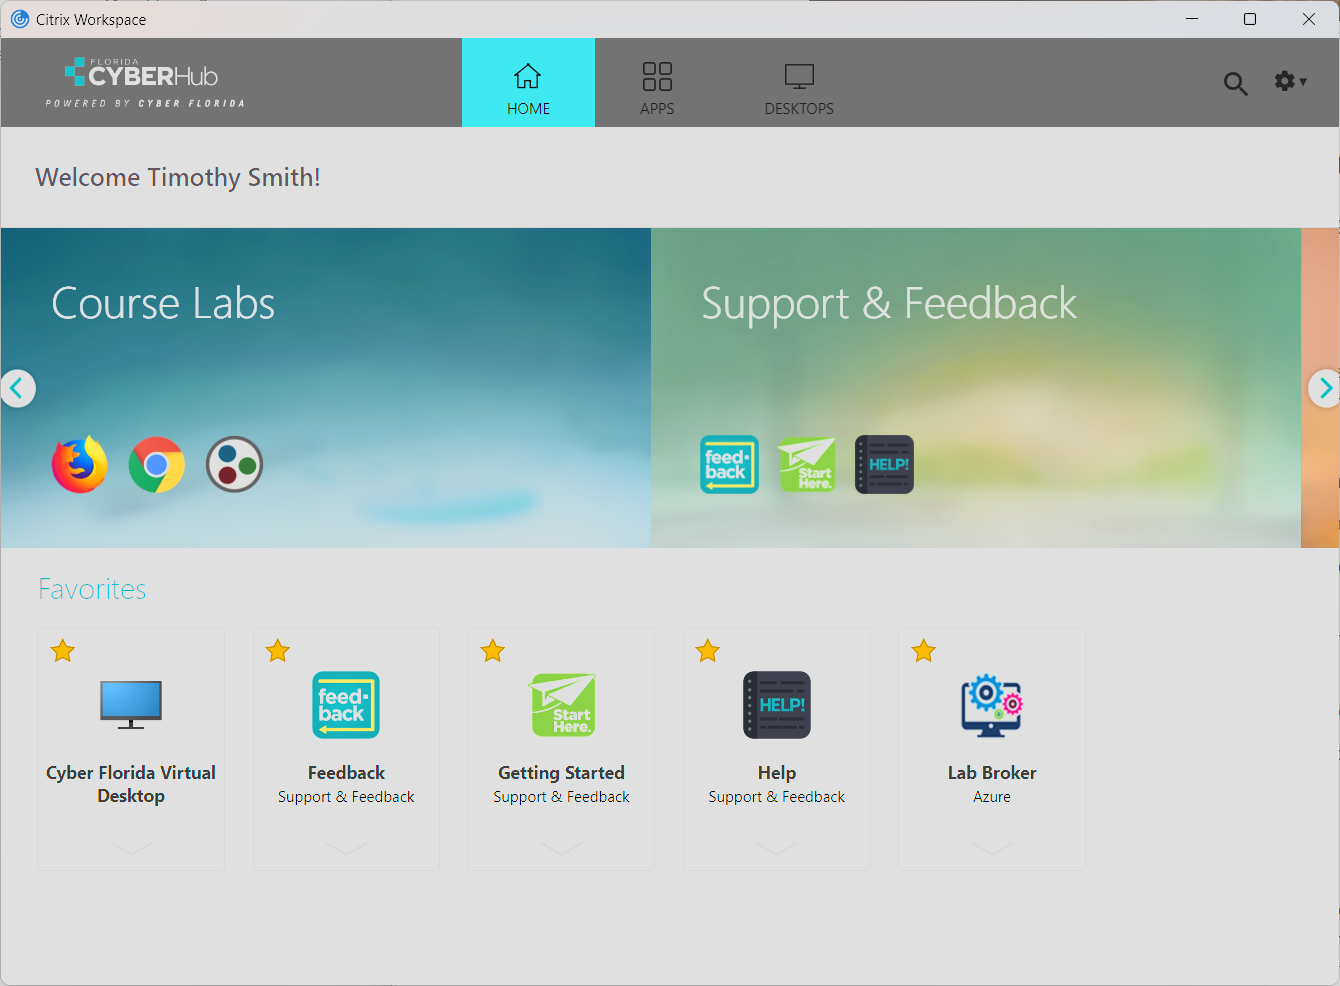 Citrix Workspace
FLORIDA
CYBERHub
POWERED BY CYBER FLORIDA
HOME
APPS
DESKTOPS
Welcome Timothy Smith!
Course Labs
Support & Feedback
feed-
back
Start
Here.
HELP!
Favorites
Cyber Florida Virtual
Desktop
feed-
back
Feedback
Support & Feedback
Start
Here.
Getting Started
Support & Feedback
HELP!
Help
Support & Feedback
Lab Broker
Azure